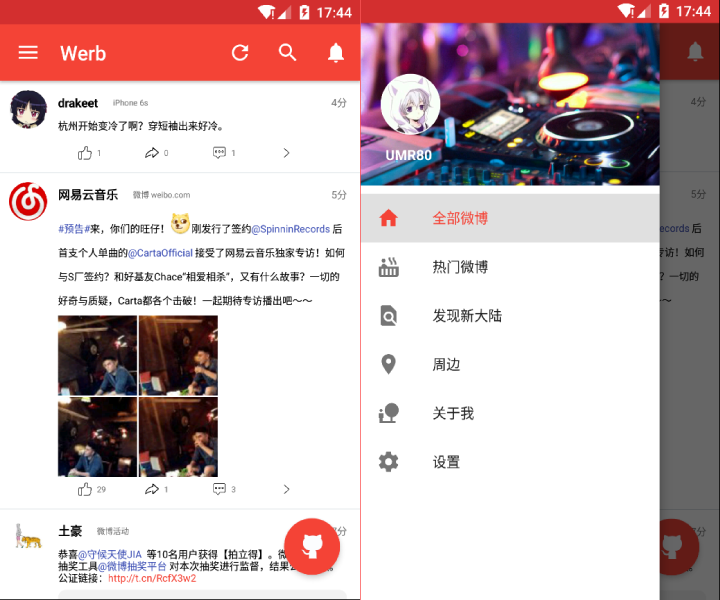 17:44
Werb
drakeet iPhone 6s 4分
杭州开始变冷了啊？穿短袖出来好冷。
1 0 1
网易云音乐 微博 weibo.com 5分
#预告#来，你们的旺仔！刚发行了签约@SpinninRecords 后
首支个人单曲的@CartaOfficial 接受了网易云音乐独家专访！如何
与S厂签约？和好基友Chace“相爱相杀”，又有什么故事？一切的
好奇与质疑，Carta都各个击破！一起期待专访播出吧～～
29 1 3
土豪 微博活动 分
恭喜@守候天使JIA 等10名用户获得【拍立得】。微
抽奖工具@微博抽奖平台 对本次抽奖进行监督，结果
公证链接：http://t.cn/RcfX3w2
17:44
UMR80
全部微博
热门微博
发现新大陆
周边
关于我
设置
4分
5分
ecords 后
访！如何
一切的
分